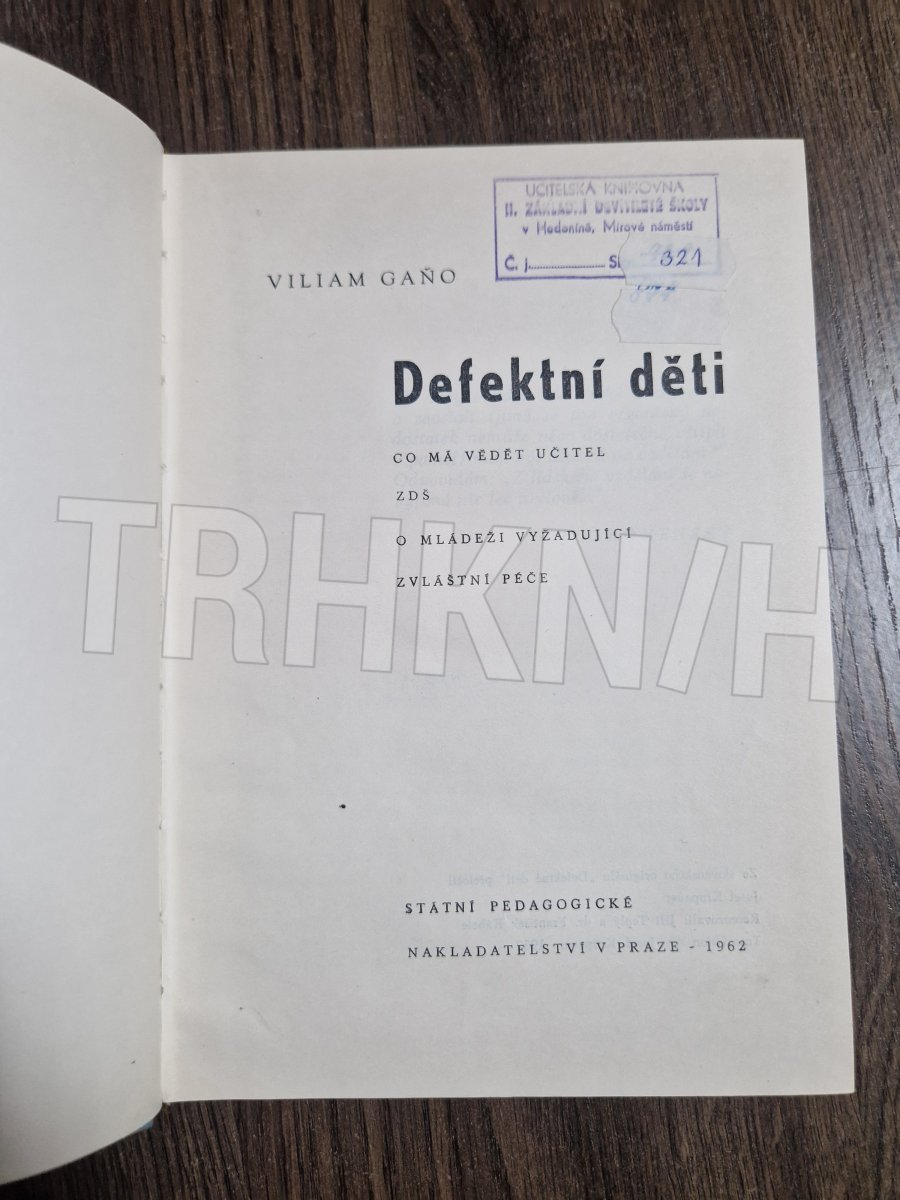 UČITELSKÁ KNIHOVNA
II. ZÁKLADNÍ DEVÍTILETÉ ŠKOLY
v Hodoníně, Mírové náměstí
Č. j. 321
VILIAM GAŇO
Defektní děti
CO MÁ VĚDĚT UČITEL
ZDŠ
O MLÁDEŽI VYŽADUJÍCÍ
ZVLÁŠTNÍ PÉČE
TRHKN/H
STÁTNÍ PEDAGOGICKÉ
NAKLADATELSTVÍ V PRAZE - 1962